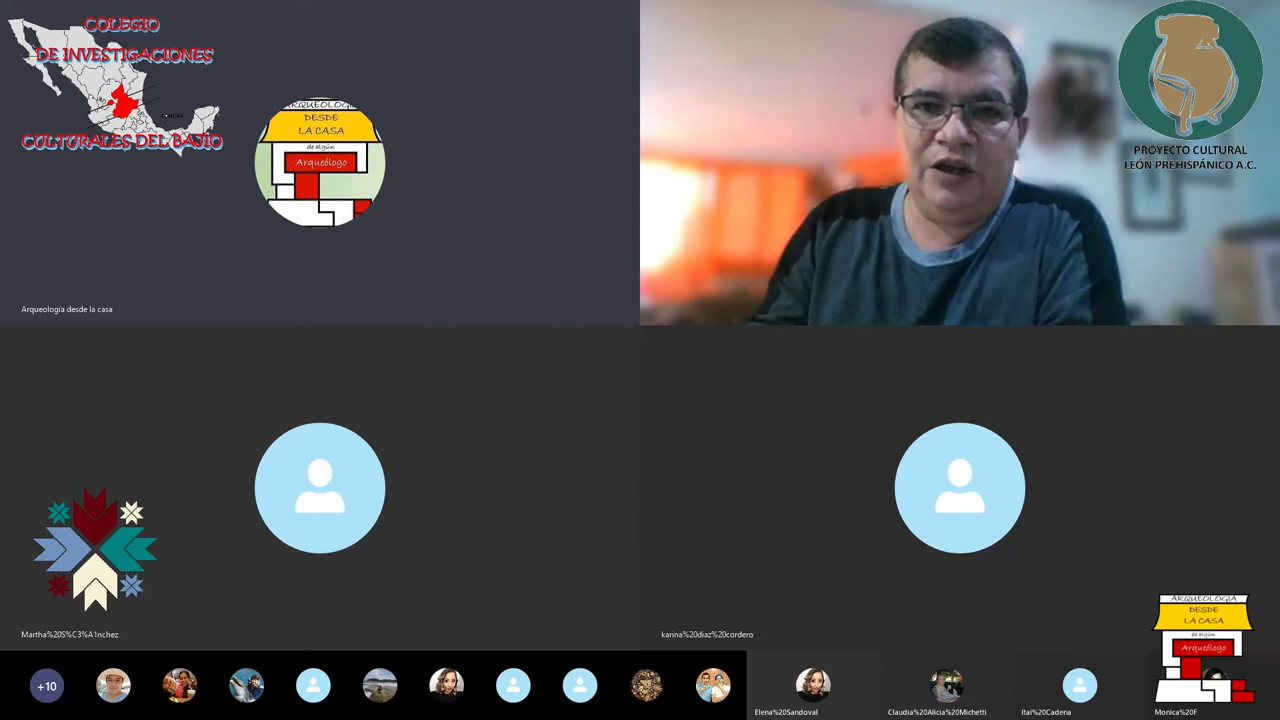 COLEGIO
DE INVESTIGACIONES
CULTURALES DEL BAJÍO
ARQUEOLOGÍA
DESDE
LA CASA
de algún
Arqueólogo
Arqueología desde la casa
PROYECTO CULTURAL
LEÓN PREHISPÁNICO A.C.
Martha%20S%C3%A1nchez
karina%20diaz%20cordero
+10
Elena%20Sandoval
Claudia%20Alicia%20Michetti
Itai%20Cadena
ARQUEOLOGÍA
DESDE
LA CASA
de algún
Arqueólogo
Monica%20F